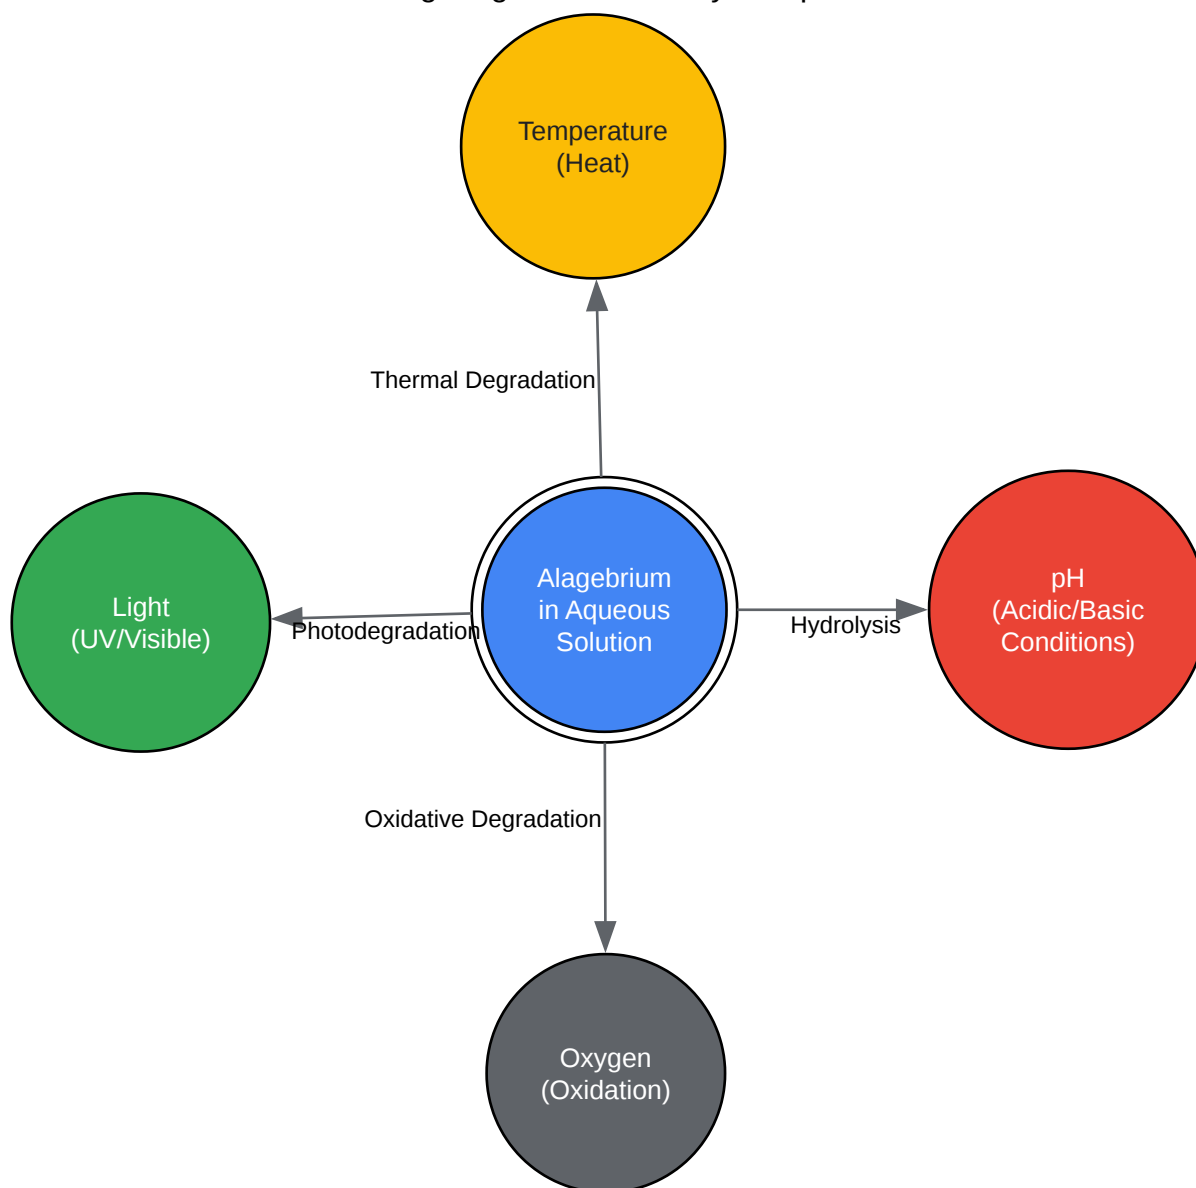 Temperature
(Heat)
Thermal Degradation
Light
(UV/Visible)
Photodegradation
Alagebrium
in Aqueous
Solution
Hydrolysis
pH
(Acidic/Basic
Conditions)
Oxidative Degradation
Oxygen
(Oxidation)